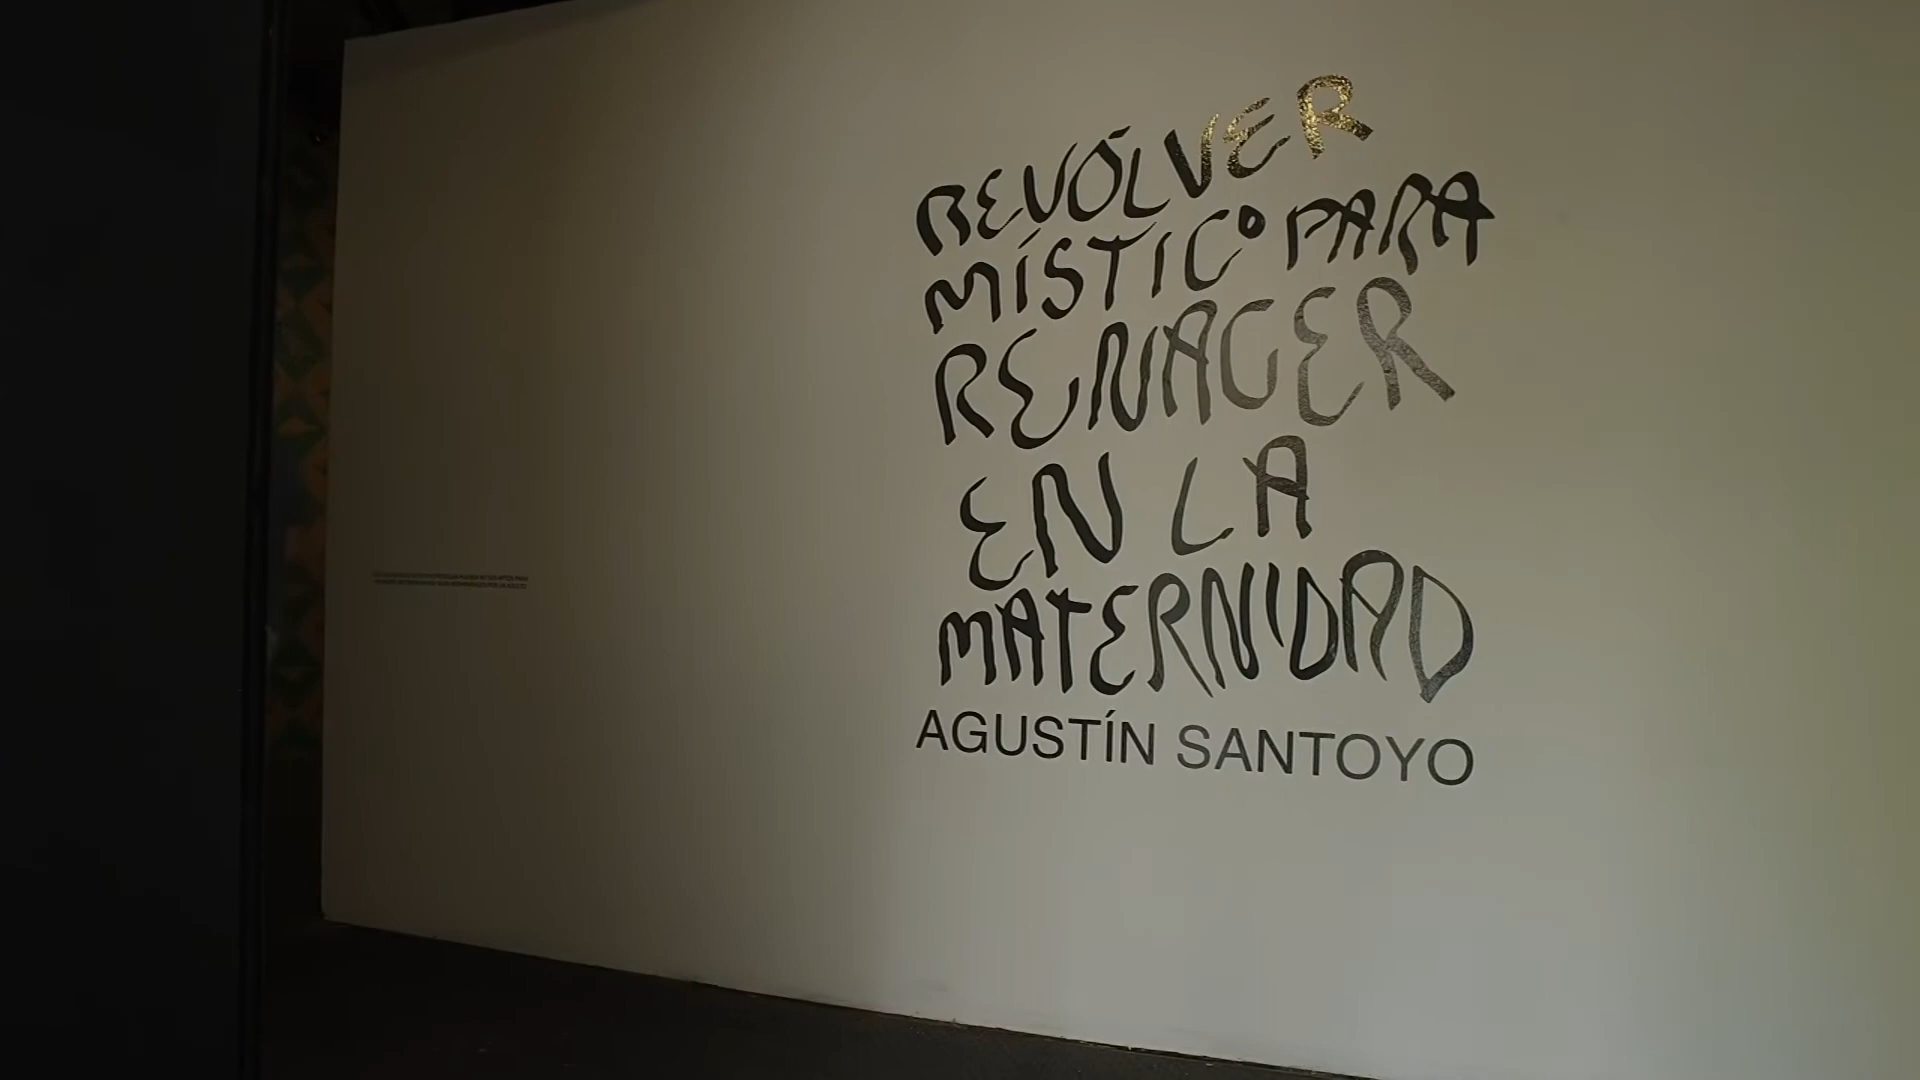 REVÓLVER
MÍSTICO PARA
RENACER
EN LA
MATERNIDAD
AGUSTÍN SANTOYO